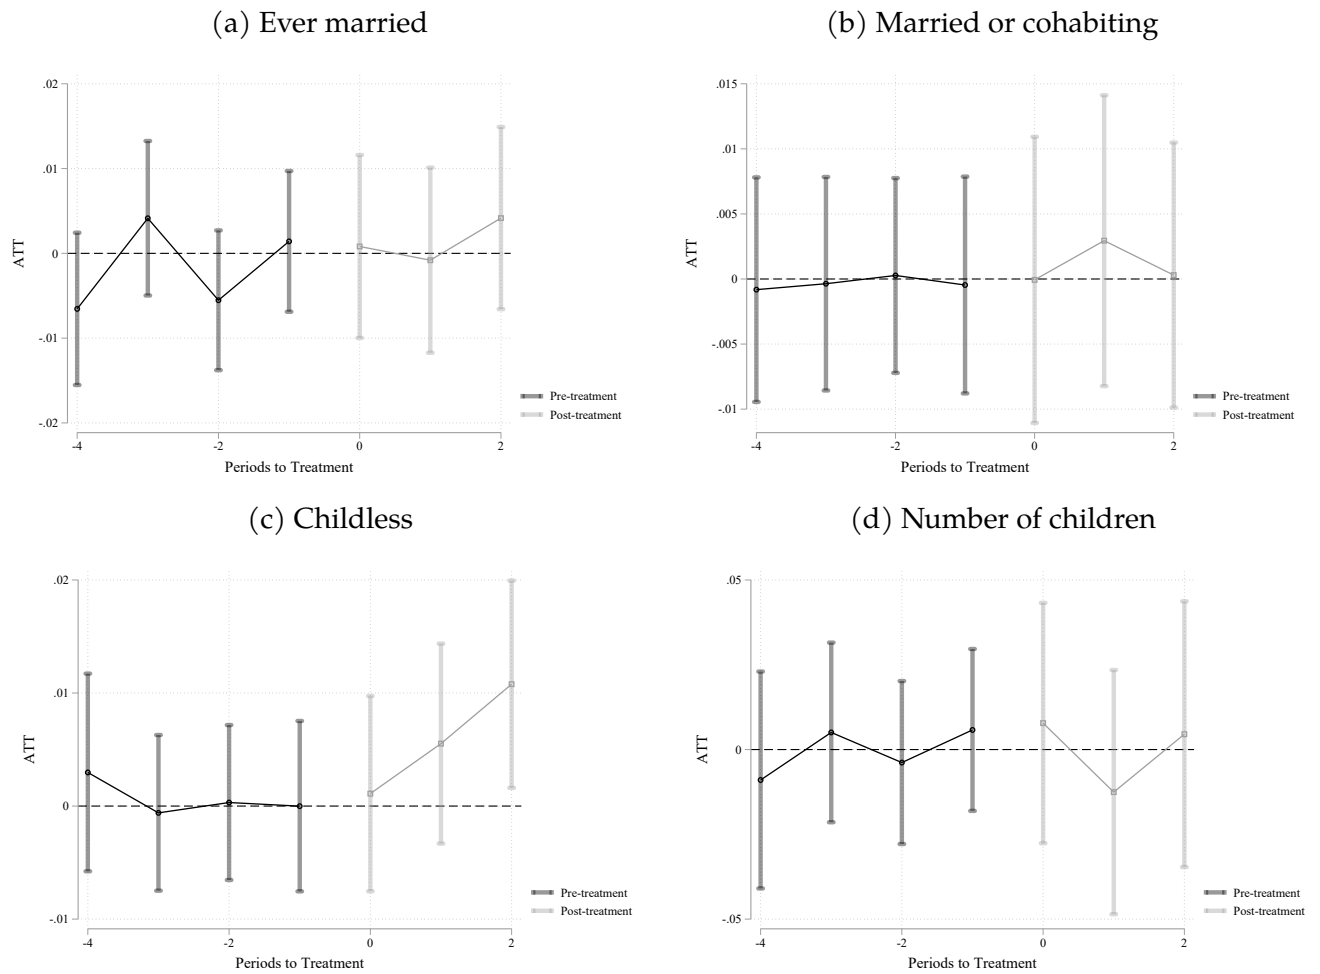 (a) Ever married
.02
.01
0
-.01
-.02
ATT
-4
-2
0
2
Periods to Treatment
Pre-treatment
Post-treatment
(b) Married or cohabiting
.015
.01
.005
0
-.005
-.01
ATT
-4
-2
0
2
Periods to Treatment
Pre-treatment
Post-treatment
(c) Childless
.02
.01
0
-.01
ATT
-4
-2
0
2
Periods to Treatment
Pre-treatment
Post-treatment
(d) Number of children
.05
0
-.05
ATT
-4
-2
0
2
Periods to Treatment
Pre-treatment
Post-treatment